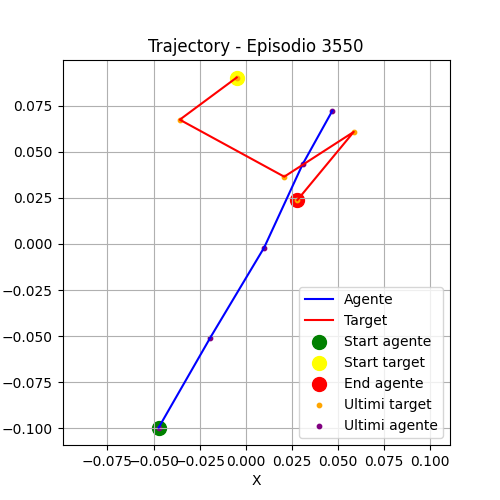 Trajectory - Episodio 3550
0.075
0.050
0.025
0.000
−0.025
−0.050
−0.075
−0.100
−0.075 −0.050 −0.025 0.000 0.025 0.050 0.075 0.100
X
Agente
Target
Start agente
Start target
End agente
Ultimi target
Ultimi agente